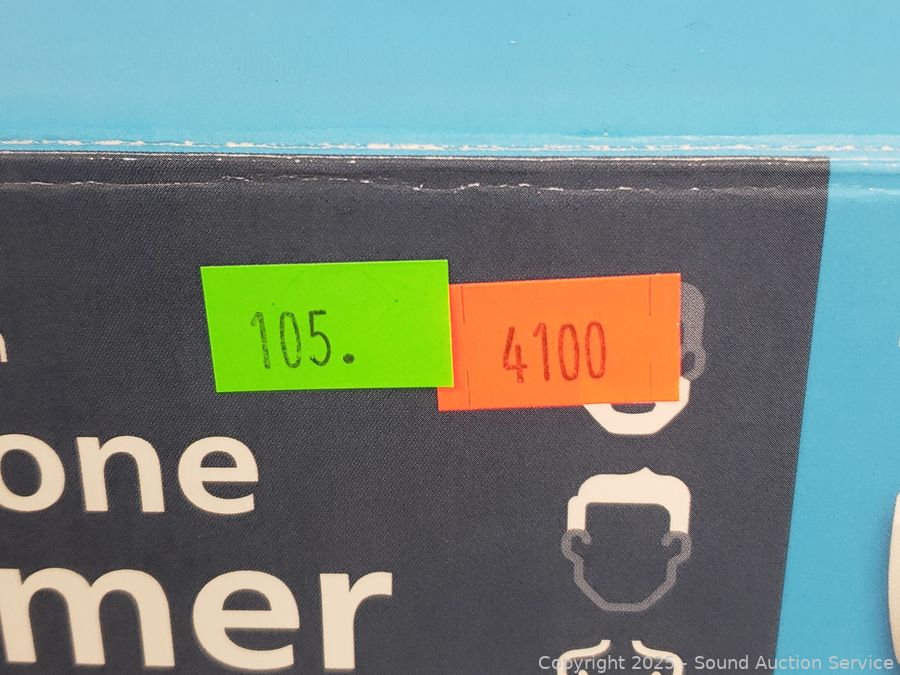 105.
4100
one
mer
Copyright 2025 - Sound Auction Service